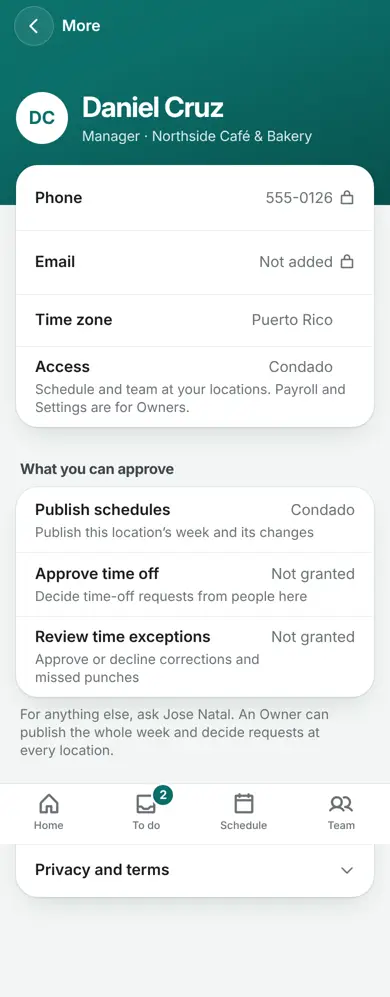 More
DC
Daniel Cruz
Manager · Northside Café & Bakery
Phone 555-0126
Email Not added
Time zone Puerto Rico
Access Condado
Schedule and team at your locations. Payroll and
Settings are for Owners.
What you can approve
Publish schedules Condado
Publish this location’s week and its changes
Approve time off Not granted
Decide time-off requests from people here
Review time exceptions Not granted
Approve or decline corrections and
missed punches
For anything else, ask Jose Natal. An Owner can
publish the whole week and decide requests at
every location.
2
Home To do Schedule Team
Privacy and terms